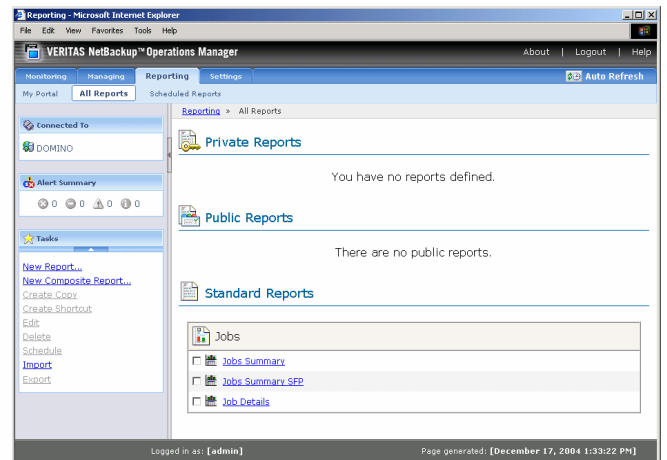 Reporting - Microsoft Internet Explorer
File Edit View Favorites Tools Help
VERITAS NetBackup™ Operations Manager
About | Logout | Help
Monitoring Managing Reporting Settings
Auto Refresh
My Portal All Reports Scheduled Reports
Reporting » All Reports
Connected To
DOMINO
Alert Summary
0 0 0 0
Tasks
New Report...
New Composite Report...
Create Copy
Create Shortcut
Edit
Delete
Schedule
Import
Export
Private Reports
You have no reports defined.
Public Reports
There are no public reports.
Standard Reports
Jobs
Jobs Summary
Jobs Summary SFP
Job Details
Logged in as: [admin]
Page generated: [December 17, 2004 1:33:22 PM]